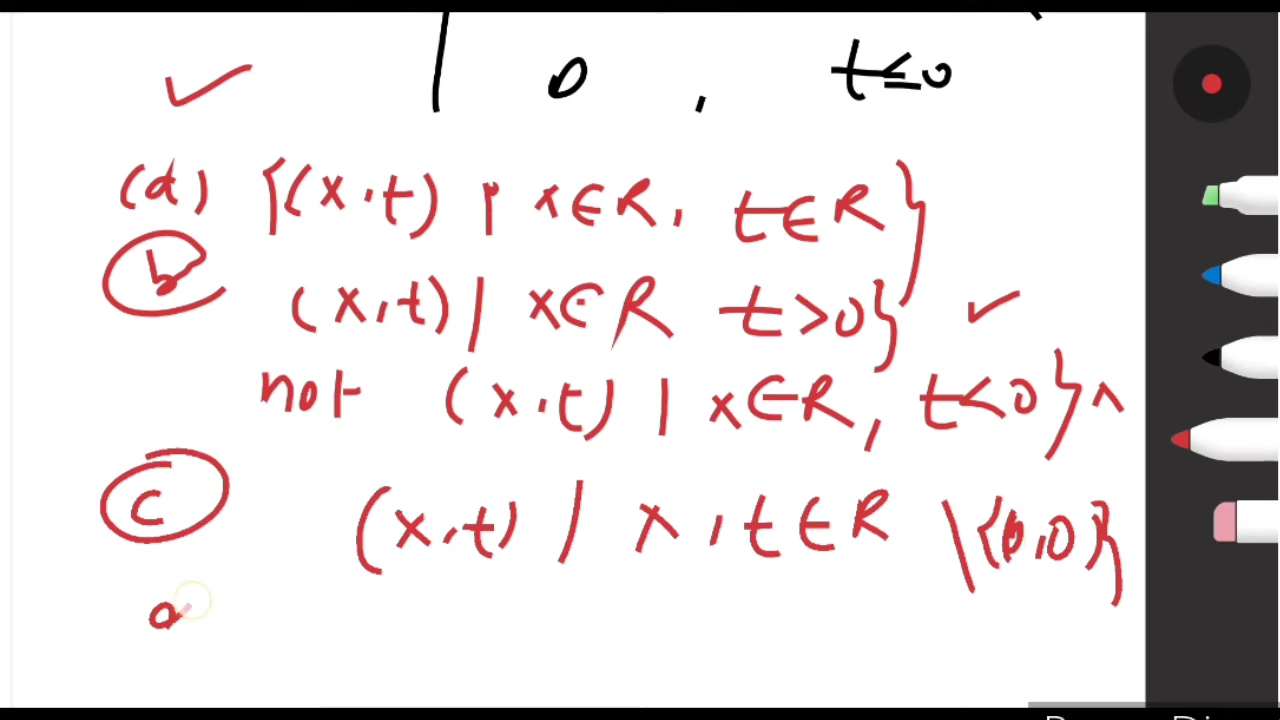 0 , t≤0
(d) {(x,t) | x∈R, t∈R}
b (x,t) | x∈R t>0}
not (x,t) | x∈R, t<0}
c (x,t) | x,t∈R \{0,0}
a